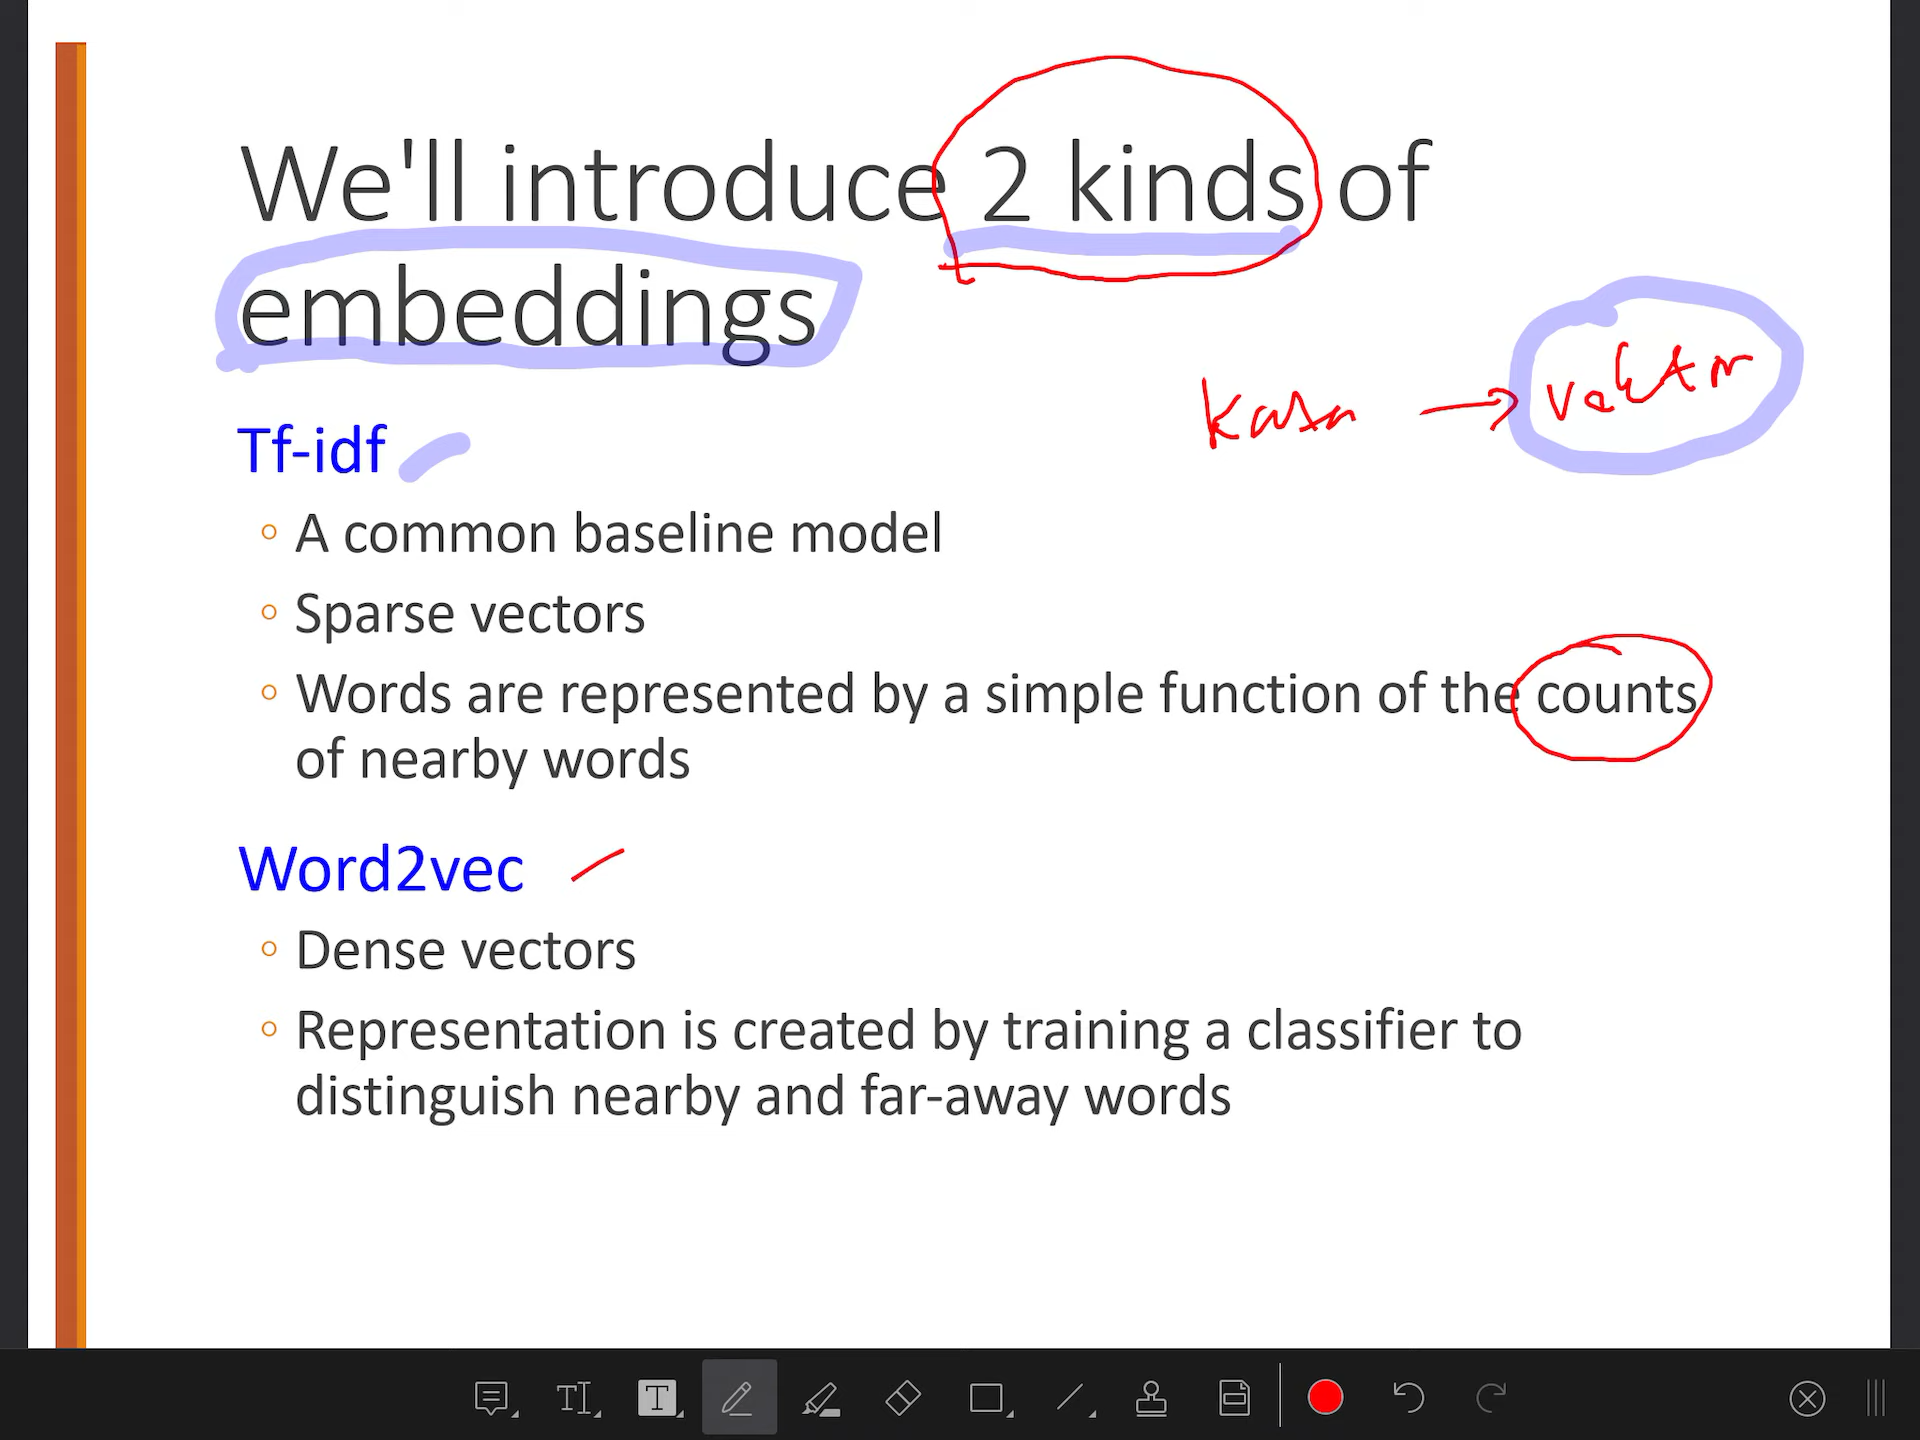 We'll introduce 2 kinds of
embeddings
kata → vektor
Tf-idf
A common baseline model
Sparse vectors
Words are represented by a simple function of the counts
of nearby words
Word2vec
Dense vectors
Representation is created by training a classifier to
distinguish nearby and far-away words